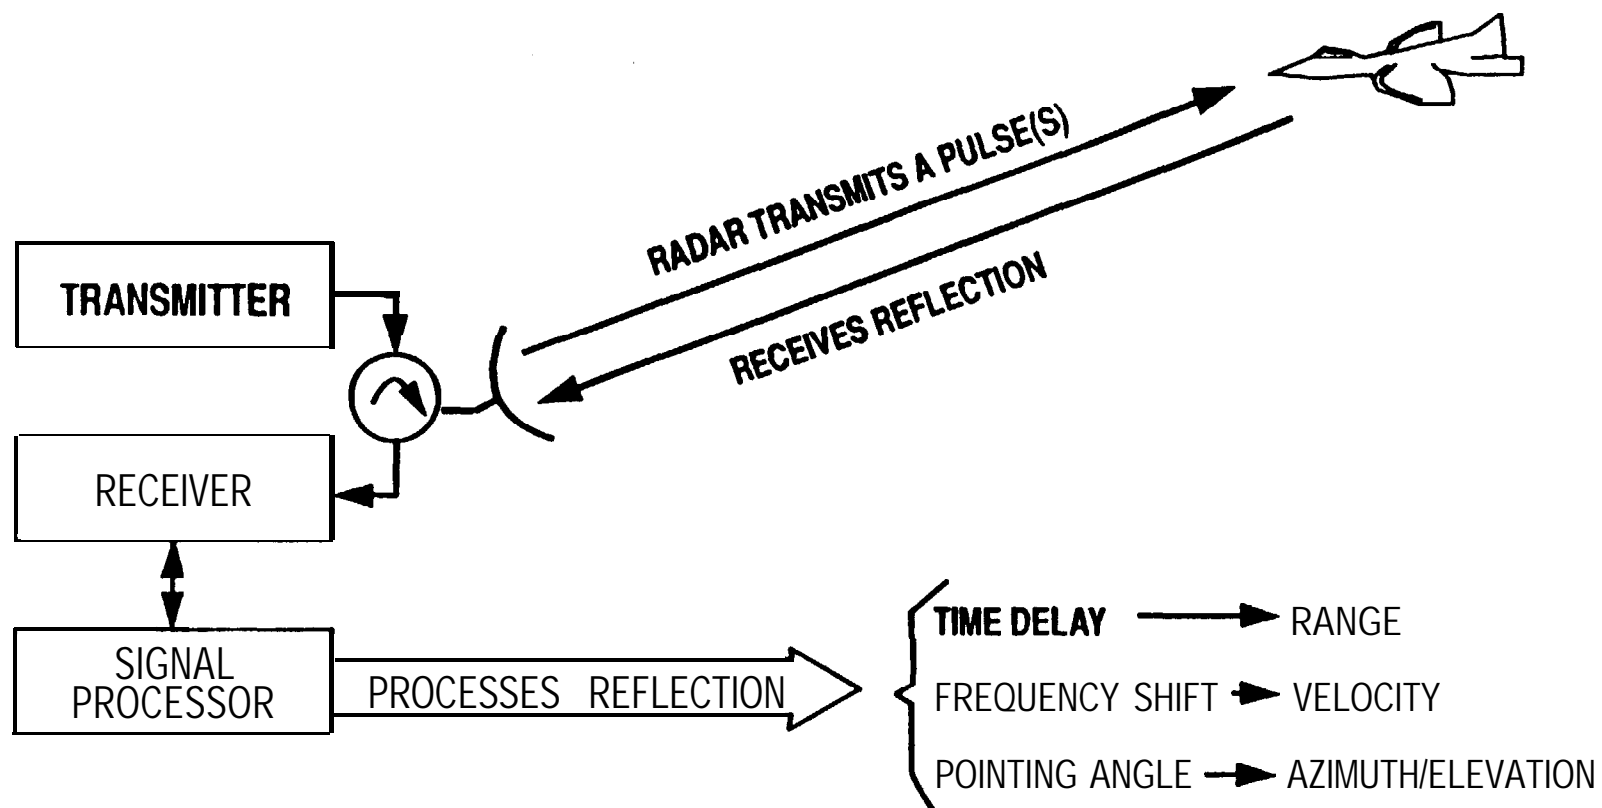 RADAR TRANSMITS A PULSE(S)
RECEIVES REFLECTION
TRANSMITTER
RECEIVER
SIGNAL
PROCESSOR
PROCESSES REFLECTION
TIME DELAY
RANGE
FREQUENCY SHIFT
VELOCITY
POINTING ANGLE
AZIMUTH/ELEVATION